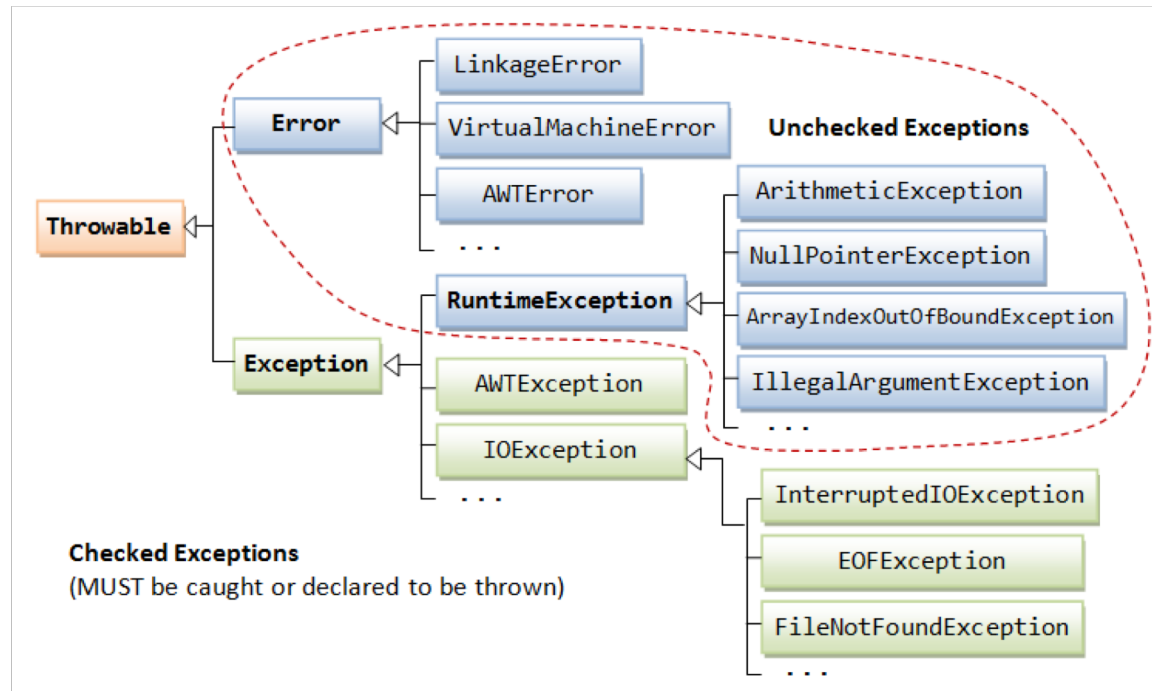 LinkageError
Error
VirtualMachineError
Unchecked Exceptions
AWTError
ArithmeticException
Throwable
. . .
NullPointerException
RuntimeException
ArrayIndexOutOfBoundException
Exception
AWTException
IllegalArgumentException
. . .
IOException
. . .
InterruptedIOException
Checked Exceptions
(MUST be caught or declared to be thrown)
EOFException
FileNotFoundException
. . .